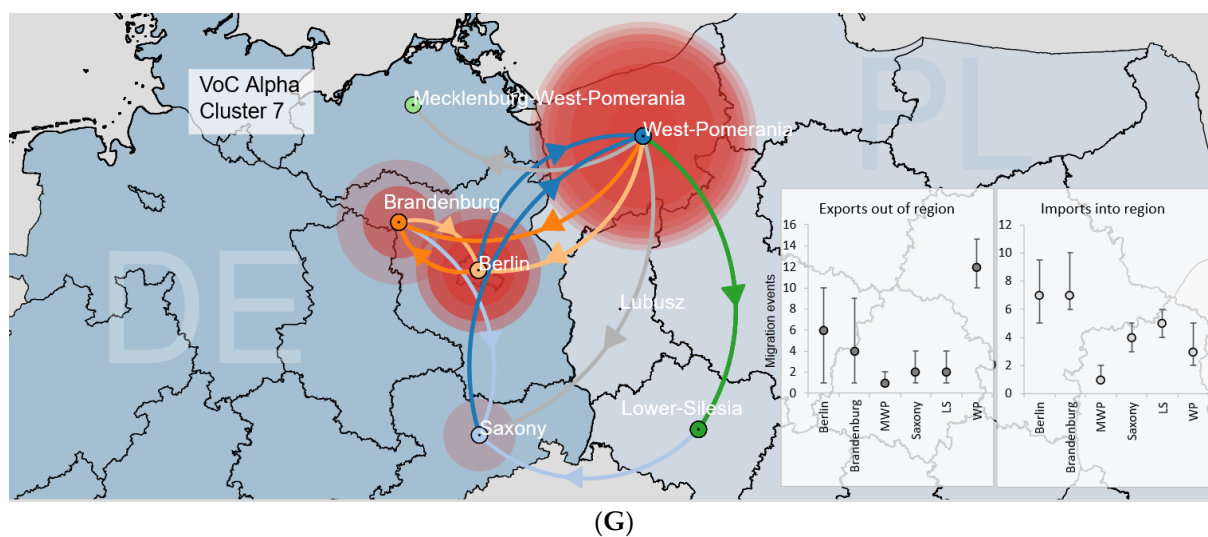 VoC Alpha
Cluster 7
Mecklenburg-West-Pomerania
West-Pomerania
PL
Brandenburg
Berlin
DE
Lubusz
Lower-Silesia
Saxony
Exports out of region
Migration events
16
14
12
10
8
6
4
2
0
Berlin
Brandenburg
MWP
Saxony
LS
WP
Imports into region
12
10
8
6
4
2
0
Berlin
Brandenburg
MWP
Saxony
LS
WP
(G)